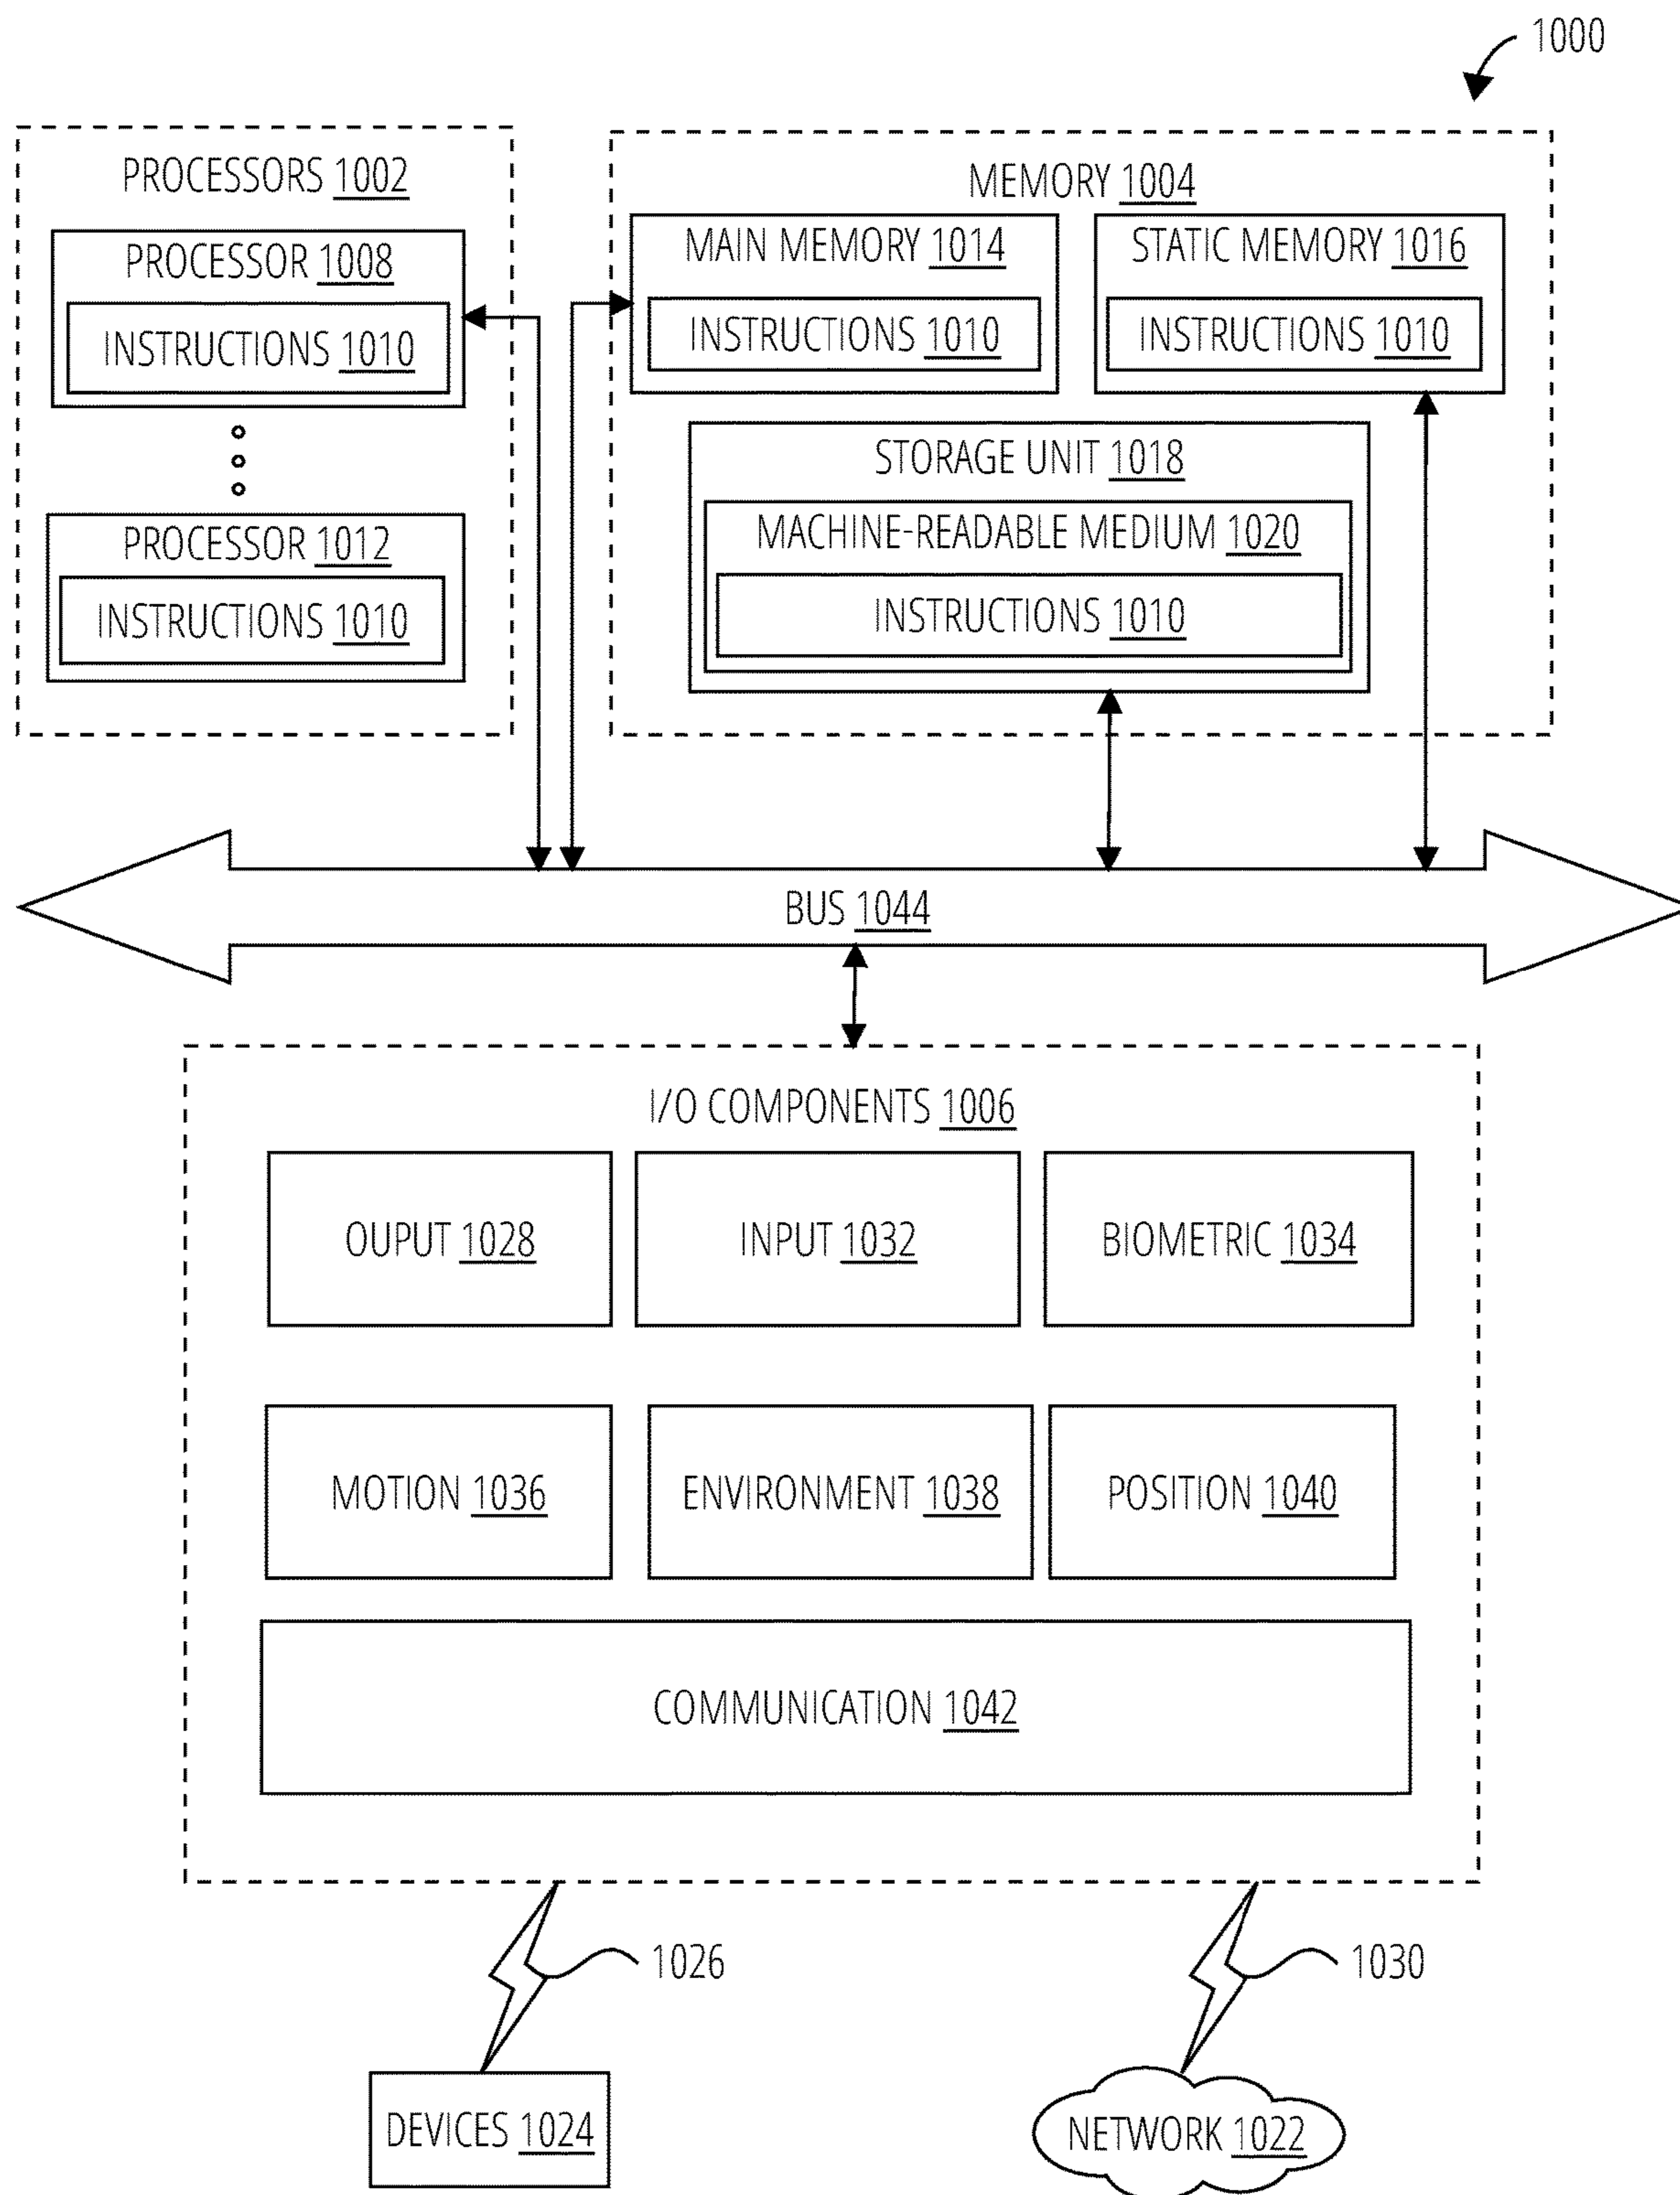 1000
PROCESSORS 1002
PROCESSOR 1008
INSTRUCTIONS 1010
PROCESSOR 1012
INSTRUCTIONS 1010
MEMORY 1004
MAIN MEMORY 1014
INSTRUCTIONS 1010
STATIC MEMORY 1016
INSTRUCTIONS 1010
STORAGE UNIT 1018
MACHINE-READABLE MEDIUM 1020
INSTRUCTIONS 1010
BUS 1044
I/O COMPONENTS 1006
OUPUT 1028
INPUT 1032
BIOMETRIC 1034
MOTION 1036
ENVIRONMENT 1038
POSITION 1040
COMMUNICATION 1042
1026
1030
DEVICES 1024
NETWORK 1022